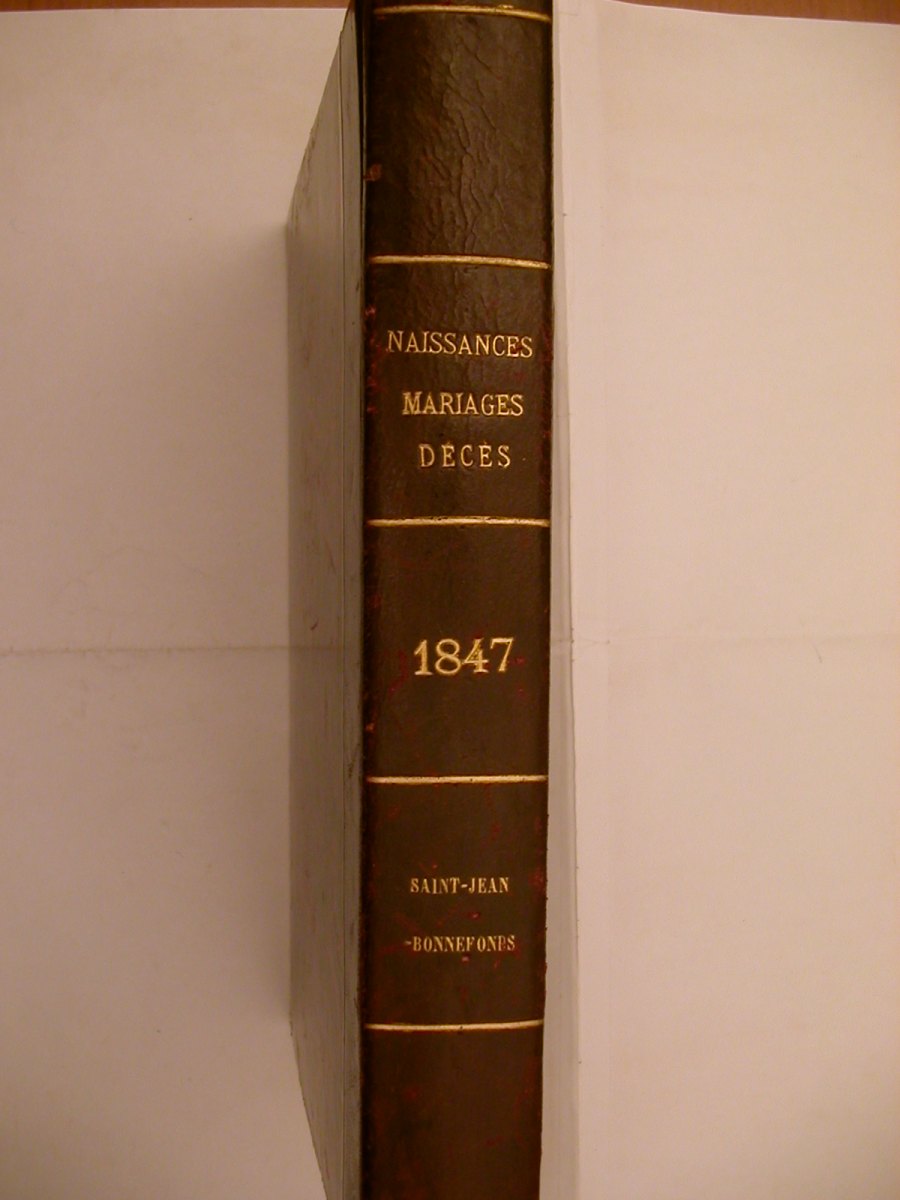 NAISSANCES
MARIAGES
DÉCÈS
1847
SAINT-JEAN
-BONNEFONDS